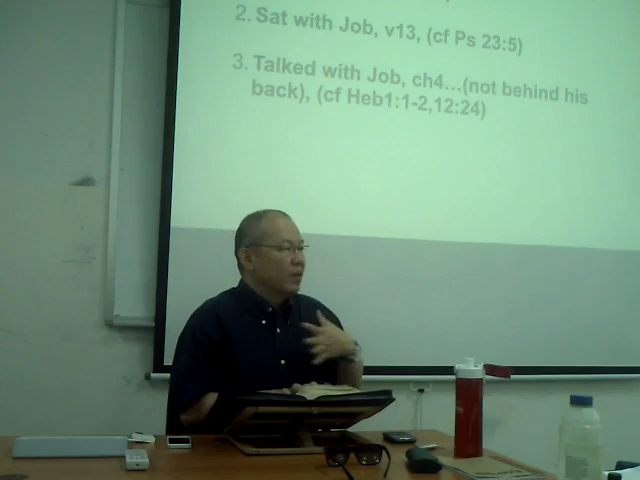 2. Sat with Job, v13, (cf Ps 23:5)
3. Talked with Job, ch4...(not behind his
back), (cf Heb1:1-2,12:24)